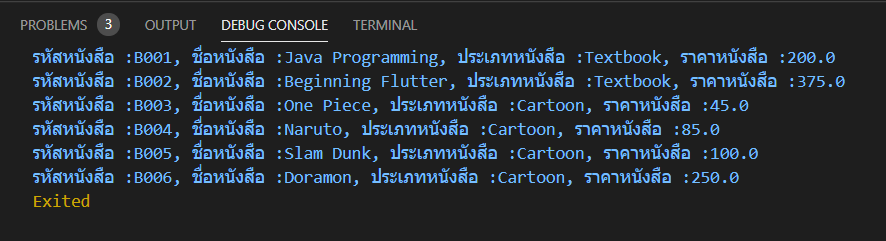 PROBLEMS 3 OUTPUT DEBUG CONSOLE TERMINAL
รหัสหนังสือ :B001, ชื่อหนังสือ :Java Programming, ประเภทหนังสือ :Textbook, ราคาหนังสือ :200.0
รหัสหนังสือ :B002, ชื่อหนังสือ :Beginning Flutter, ประเภทหนังสือ :Textbook, ราคาหนังสือ :375.0
รหัสหนังสือ :B003, ชื่อหนังสือ :One Piece, ประเภทหนังสือ :Cartoon, ราคาหนังสือ :45.0
รหัสหนังสือ :B004, ชื่อหนังสือ :Naruto, ประเภทหนังสือ :Cartoon, ราคาหนังสือ :85.0
รหัสหนังสือ :B005, ชื่อหนังสือ :Slam Dunk, ประเภทหนังสือ :Cartoon, ราคาหนังสือ :100.0
รหัสหนังสือ :B006, ชื่อหนังสือ :Doramon, ประเภทหนังสือ :Cartoon, ราคาหนังสือ :250.0
Exited